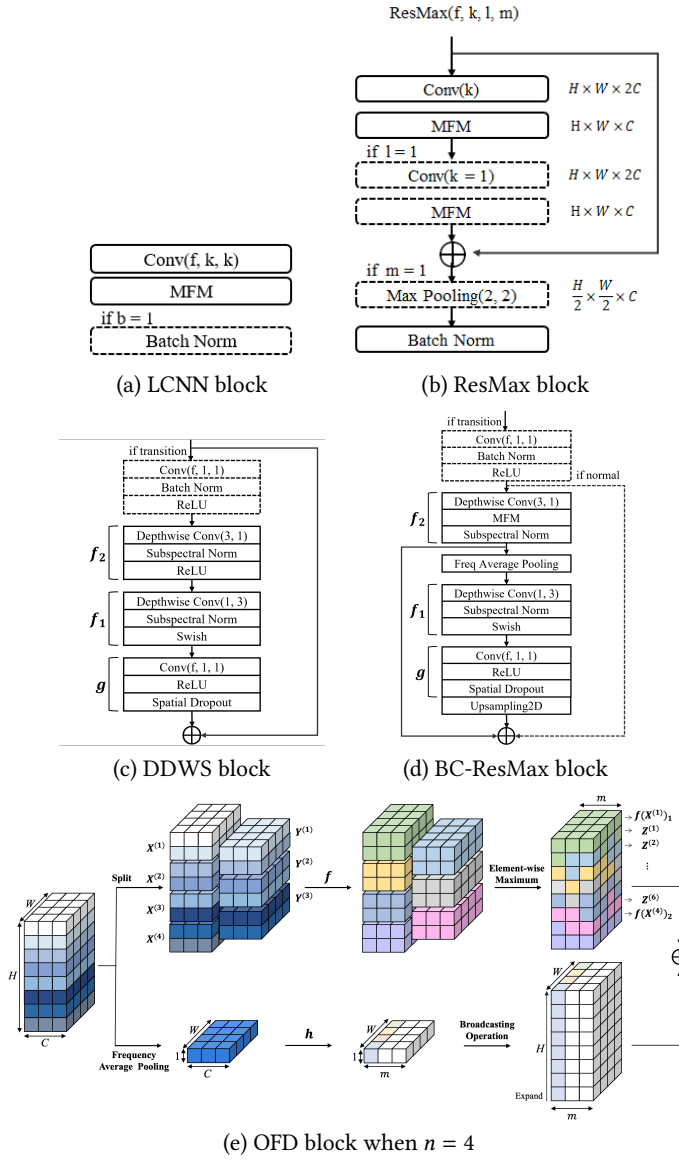 ResMax(f, k, l, m)
Conv(k)
H × W × 2C
MFM
H × W × C
if l = 1
Conv(k = 1)
H × W × 2C
MFM
H × W × C
if m = 1
Max Pooling(2, 2)
H/2 × W/2 × C
Batch Norm
Conv(f, k, k)
MFM
if b = 1
Batch Norm
(a) LCNN block
(b) ResMax block
if transition
Conv(f, 1, 1)
Batch Norm
ReLU
f₂
Depthwise Conv(3, 1)
Subspectral Norm
ReLU
f₁
Depthwise Conv(1, 3)
Subspectral Norm
Swish
g
Conv(f, 1, 1)
ReLU
Spatial Dropout
(c) DDWS block
if transition
Conv(f, 1, 1)
Batch Norm
ReLU
if normal
f₂
Depthwise Conv(3, 1)
MFM
Subspectral Norm
Freq Average Pooling
f₁
Depthwise Conv(1, 3)
Subspectral Norm
Swish
g
Conv(f, 1, 1)
ReLU
Spatial Dropout
Upsampling2D
(d) BC-ResMax block
W
H
C
Split
X⁽¹⁾
X⁽²⁾
X⁽³⁾
X⁽⁴⁾
Y⁽¹⁾
Y⁽²⁾
Y⁽³⁾
f
Element-wise
Maximum
m
f(X⁽¹⁾)₁
Z⁽¹⁾
Z⁽²⁾
⋮
Z⁽⁶⁾
f(X⁽⁴⁾)₂
Frequency
Average Pooling
W
1
C
h
W
1
m
Broadcasting
Operation
W
H
Expand
m
(e) OFD block when n = 4